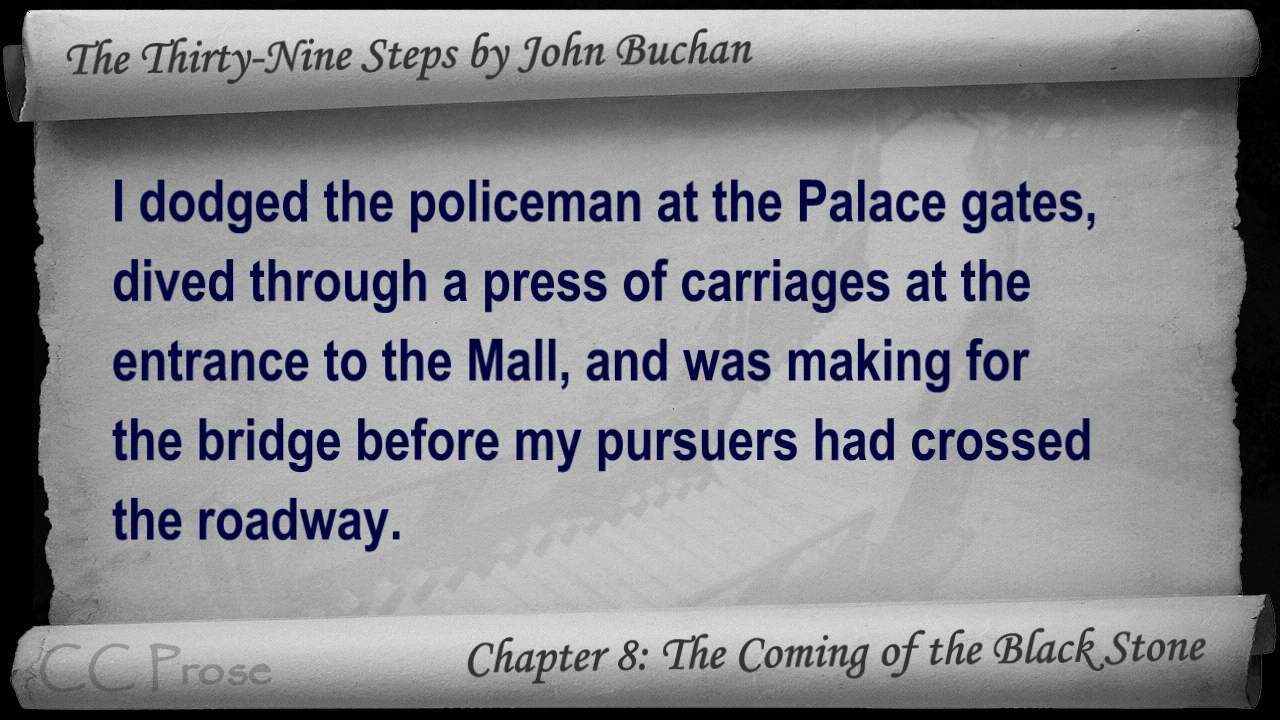 The Thirty-Nine Steps by John Buchan
I dodged the policeman at the Palace gates,
dived through a press of carriages at the
entrance to the Mall, and was making for
the bridge before my pursuers had crossed
the roadway.
CC Prose
Chapter 8: The Coming of the Black Stone